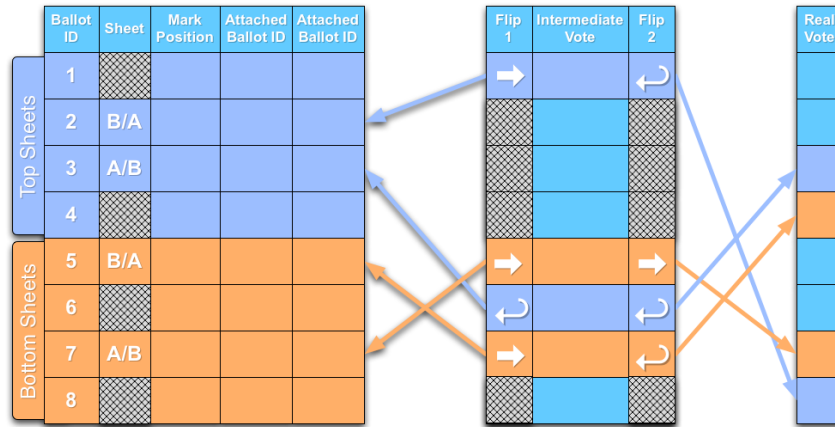 Ballot ID Sheet Mark Position Attached Ballot ID Attached Ballot ID Flip 1 Intermediate Vote Flip 2 Real Vote
Top Sheets
1
2 B/A
3 A/B
4
Bottom Sheets
5 B/A
6
7 A/B
8